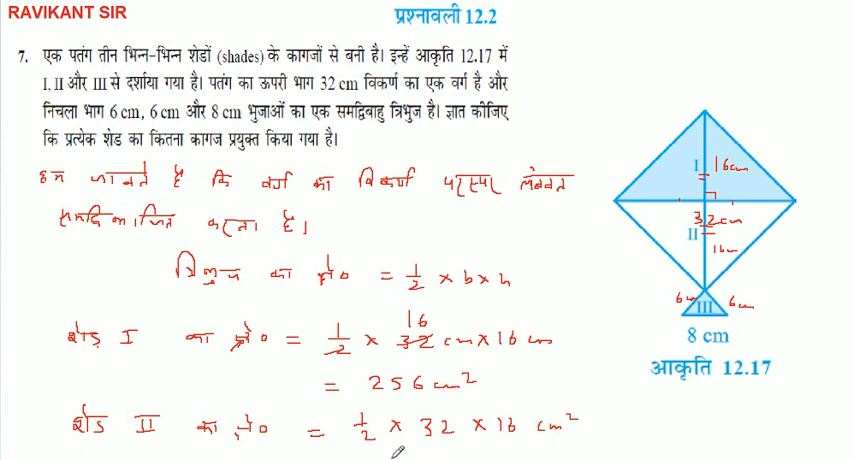 RAVIKANT SIR
प्रश्नावली 12.2
7. एक पतंग तीन भिन्न-भिन्न शेडों (shades) के कागजों से बनी है। इन्हें आकृति 12.17 में
I, II और III से दर्शाया गया है। पतंग का ऊपरी भाग 32 cm विकर्ण का एक वर्ग है और
निचला भाग 6 cm, 6 cm और 8 cm भुजाओं का एक समद्विबाहु त्रिभुज है। ज्ञात कीजिए
कि प्रत्येक शेड का कितना कागज प्रयुक्त किया गया है।
हम जानते है कि वर्ग का विकर्ण परस्पर लंबवत
समद्विभाजित करता है।
त्रिभुज का क्षे० = 1/2 × b × h
शेड I का क्षे० = 1/2 × 32 cm × 16 cm
16
= 256 cm²
शेड II का क्षे० = 1/2 × 32 × 16 cm²
I 16cm
32cm
II 16cm
6cm III 6cm
8 cm
आकृति 12.17